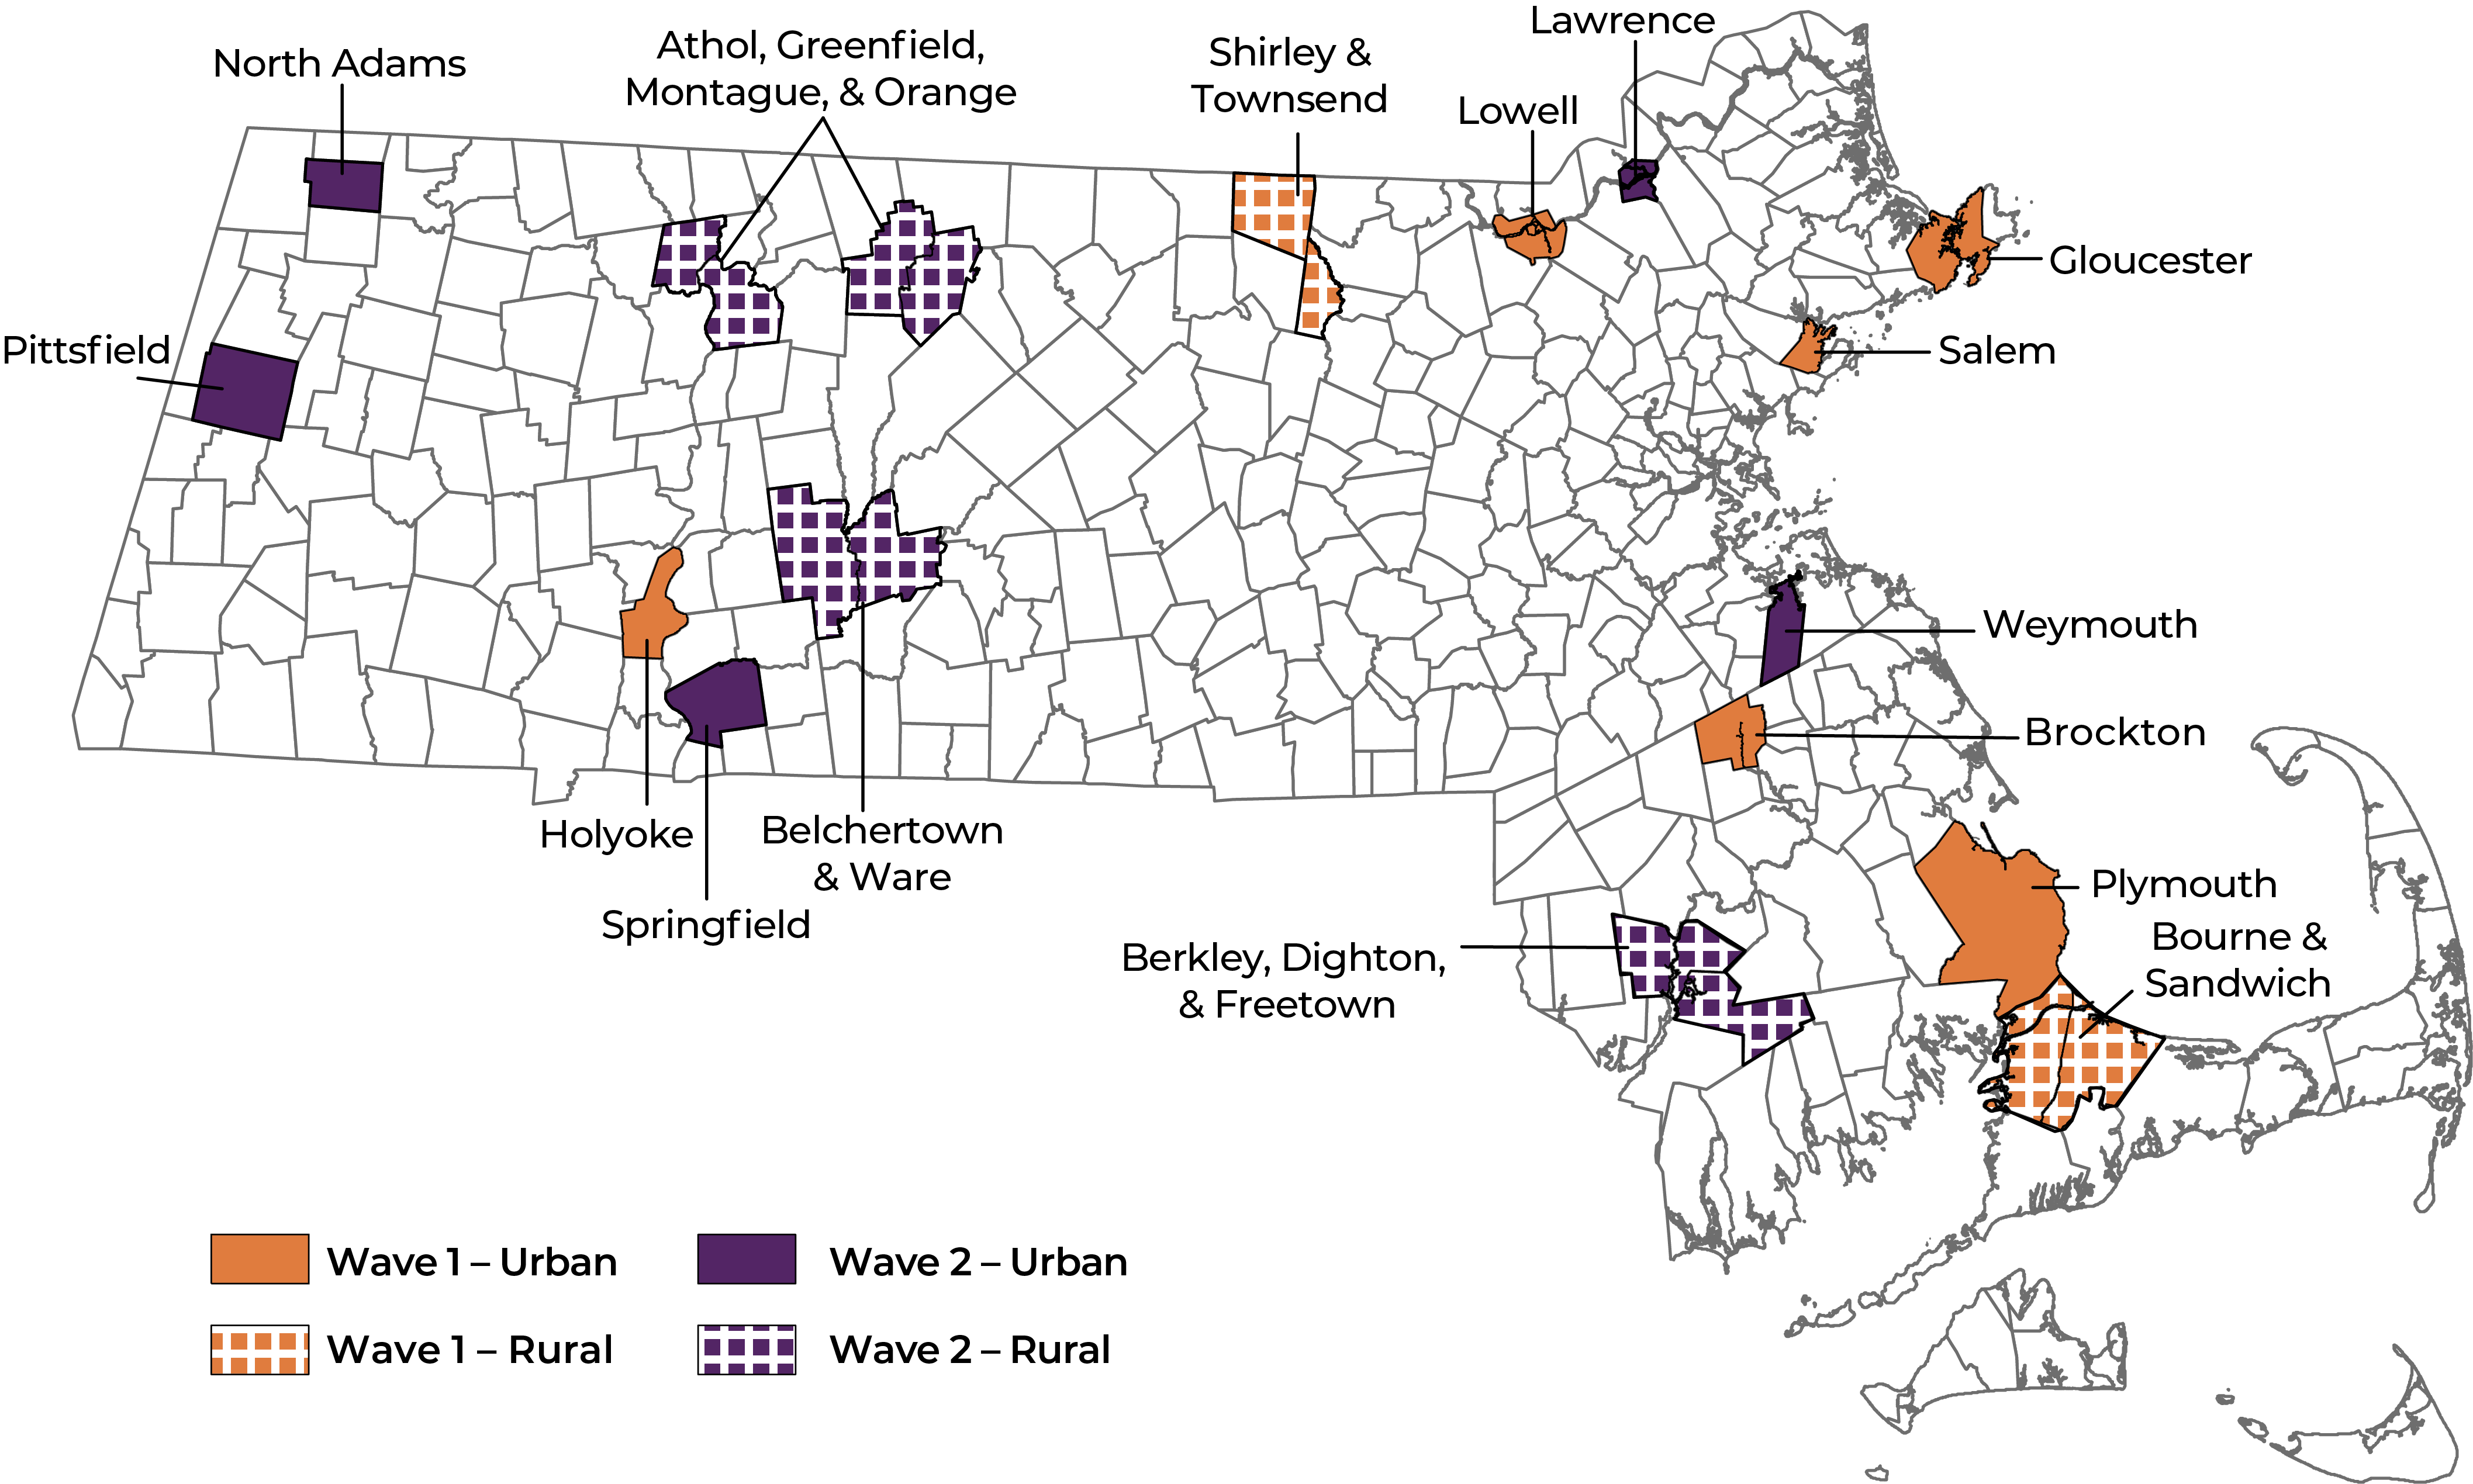 Lawrence
North Adams
Athol, Greenfield,
Montague, & Orange
Shirley &
Townsend
Lowell
Gloucester
Pittsfield
Salem
Weymouth
Brockton
Holyoke
Belchertown
& Ware
Springfield
Plymouth
Bourne &
Sandwich
Berkley, Dighton,
& Freetown
Wave 1 – Urban
Wave 2 – Urban
Wave 1 – Rural
Wave 2 – Rural